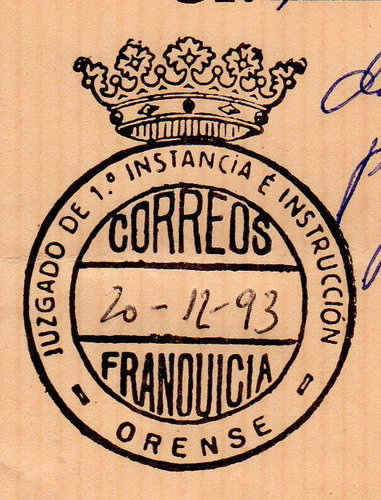 JUZGADO DE 1.º INSTANCIA É INSTRUCCIÓN
CORREOS
20-12-93
FRANQUICIA
- ORENSE -